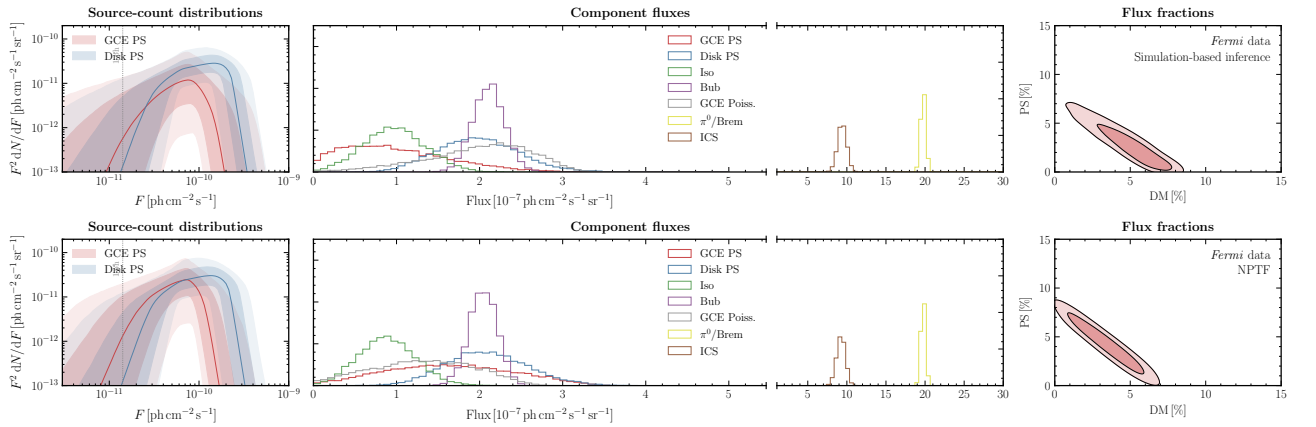 Source-count distributions
Component fluxes
Flux fractions
GCE PS
Disk PS
F² dN/dF [ph cm⁻² s⁻¹ sr⁻¹]
10⁻¹⁰
10⁻¹¹
10⁻¹²
10⁻¹³
10⁻¹¹ 10⁻¹⁰ 10⁻⁹
F [ph cm⁻² s⁻¹]
GCE PS
Disk PS
Iso
Bub
GCE Poiss.
π⁰/Brem
ICS
0 1 2 3 4 5
5 10 15 20 25 30
Flux [10⁻⁷ ph cm⁻² s⁻¹ sr⁻¹]
Fermi data
Simulation-based inference
PS [%]
15
10
5
0
0 5 10 15
DM [%]
Source-count distributions
Component fluxes
Flux fractions
GCE PS
Disk PS
F² dN/dF [ph cm⁻² s⁻¹ sr⁻¹]
10⁻¹⁰
10⁻¹¹
10⁻¹²
10⁻¹³
10⁻¹¹ 10⁻¹⁰ 10⁻⁹
F [ph cm⁻² s⁻¹]
GCE PS
Disk PS
Iso
Bub
GCE Poiss.
π⁰/Brem
ICS
1 2 3 4 5
5 10 15 20 25 30
Flux [10⁻⁷ ph cm⁻² s⁻¹ sr⁻¹]
Fermi data
NPTF
PS [%]
15
10
5
0
0 5 10 15
DM [%]